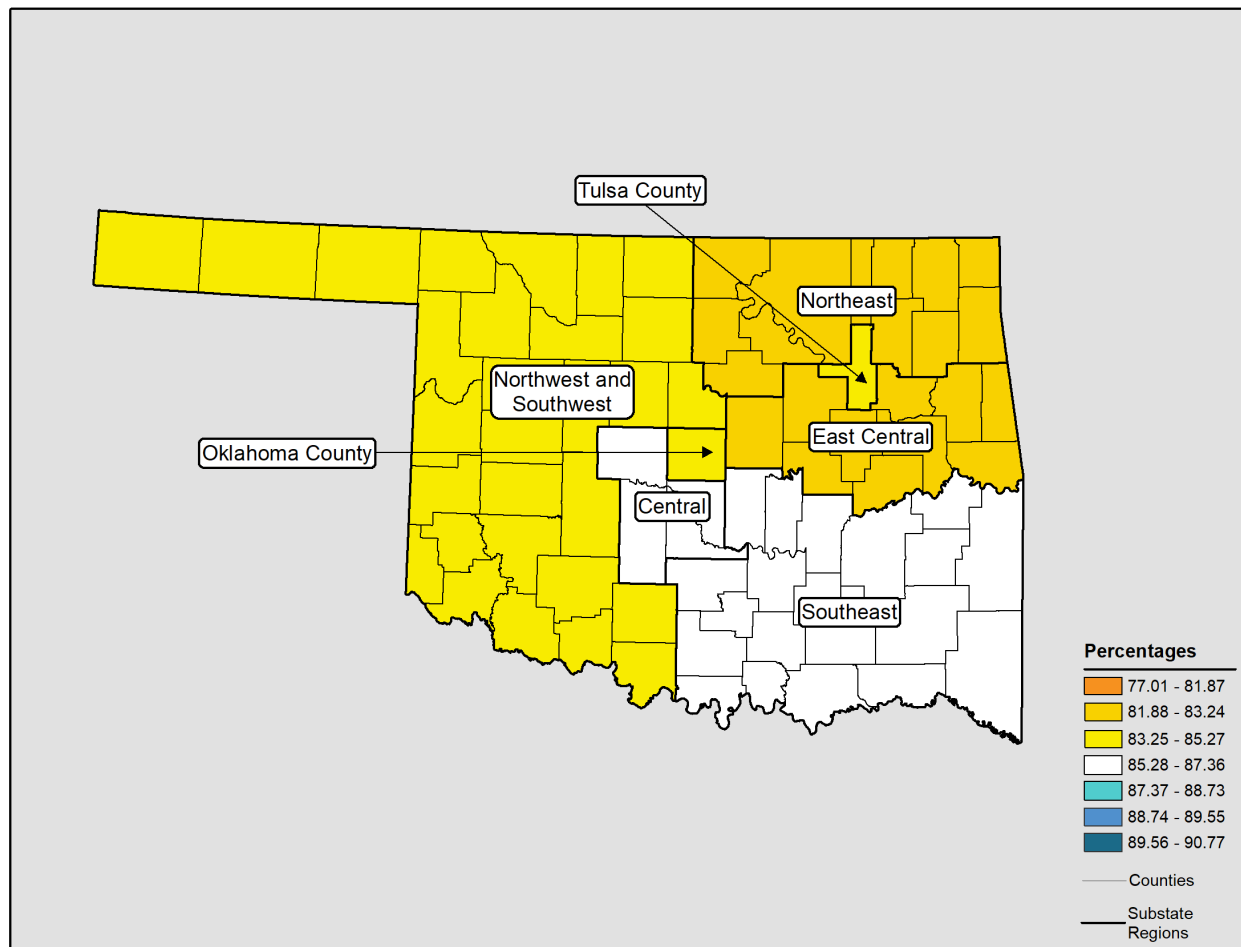 Tulsa County
Northeast
Northwest and
Southwest
East Central
Oklahoma County
Central
Southeast
Percentages
77.01 - 81.87
81.88 - 83.24
83.25 - 85.27
85.28 - 87.36
87.37 - 88.73
88.74 - 89.55
89.56 - 90.77
Counties
Substate
Regions